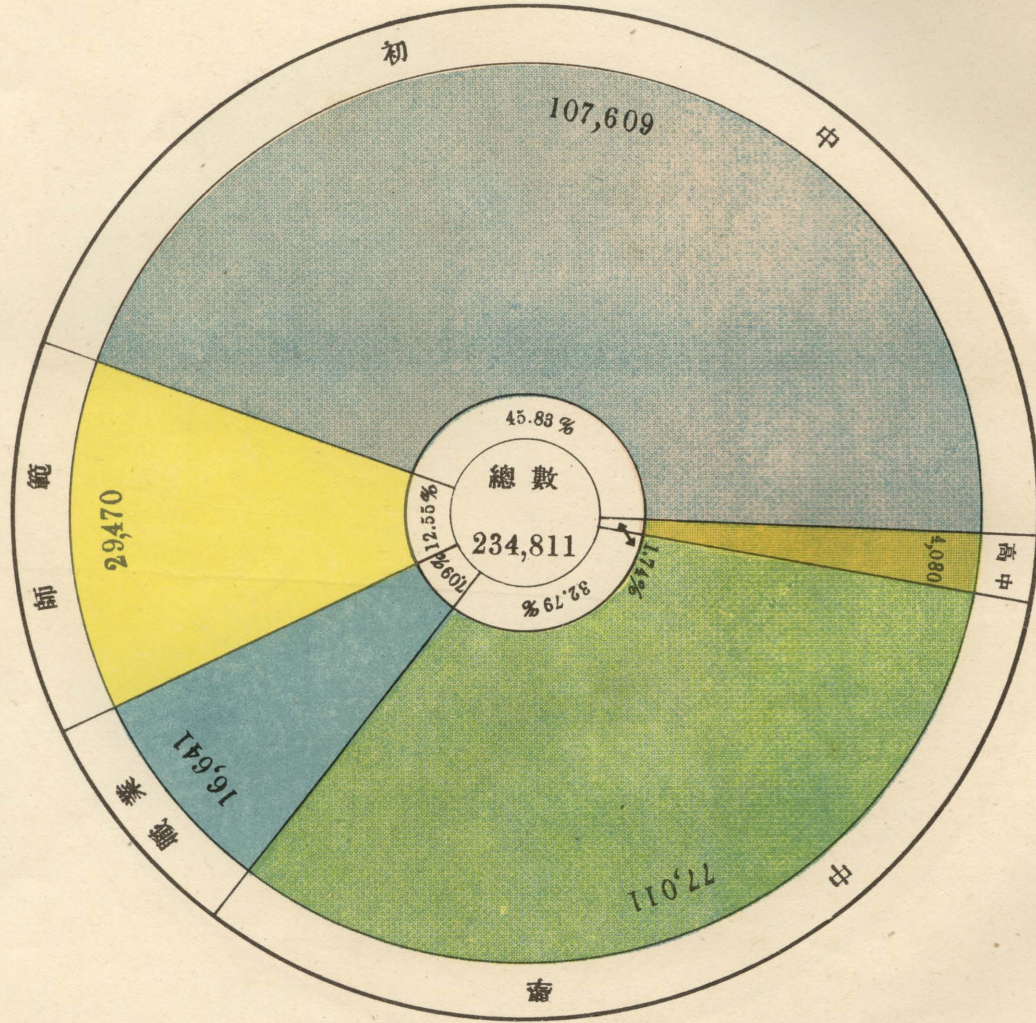 初中
107,609
45.83%
高中
4,080
1.74%
中學
77,011
32.79%
職業
16,641
7.09%
師範
29,470
12.55%
總數
234,811